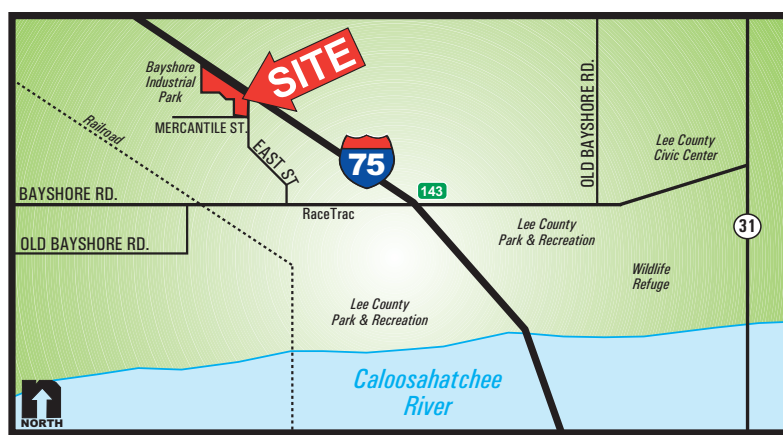 Bayshore
Industrial
Park
SITE
MERCANTILE ST.
Railroad
EAST ST
75
OLD BAYSHORE RD.
Lee County
Civic Center
143
BAYSHORE RD.
RaceTrac
Lee County
Park & Recreation
31
OLD BAYSHORE RD.
Wildlife
Refuge
Lee County
Park & Recreation
Caloosahatchee
River
NORTH